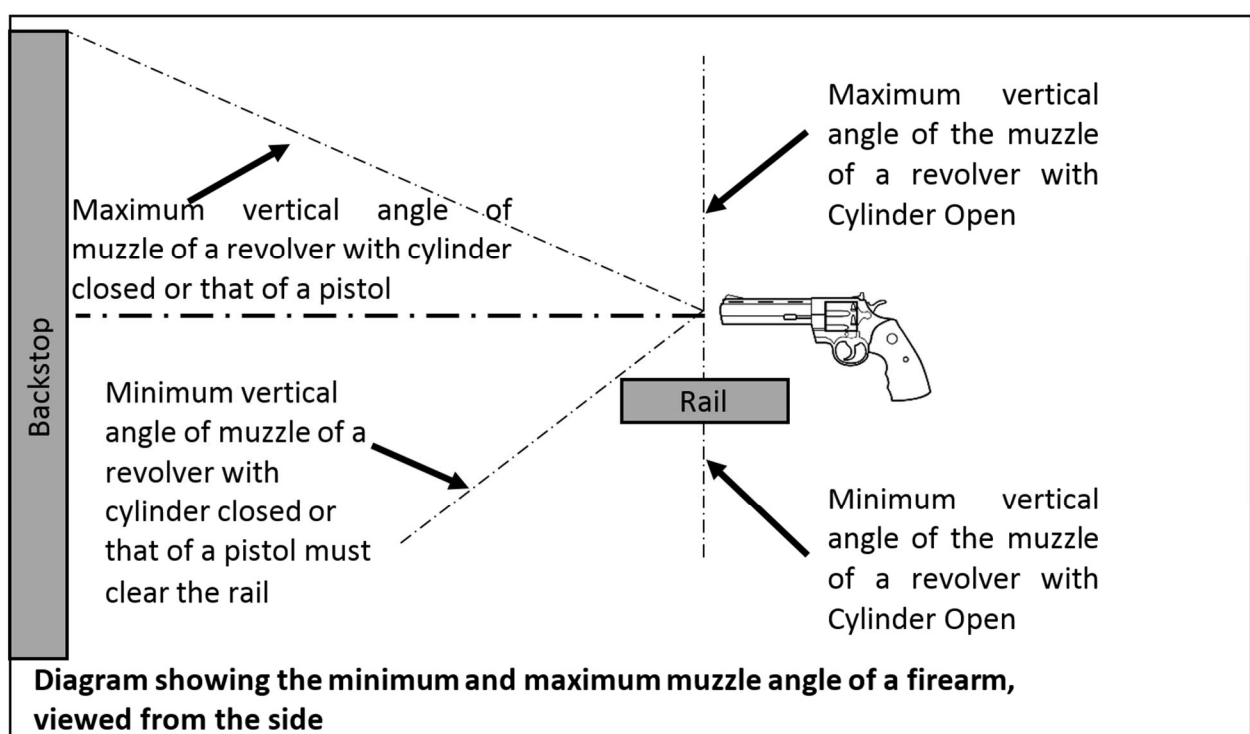 Maximum vertical
angle of the muzzle
of a revolver with
Cylinder Open
Maximum vertical angle of
muzzle of a revolver with cylinder
closed or that of a pistol
Backstop
Minimum vertical
angle of muzzle of a
revolver with
cylinder closed or
that of a pistol must
clear the rail
Rail
Minimum vertical
angle of the muzzle
of a revolver with
Cylinder Open
Diagram showing the minimum and maximum muzzle angle of a firearm,
viewed from the side